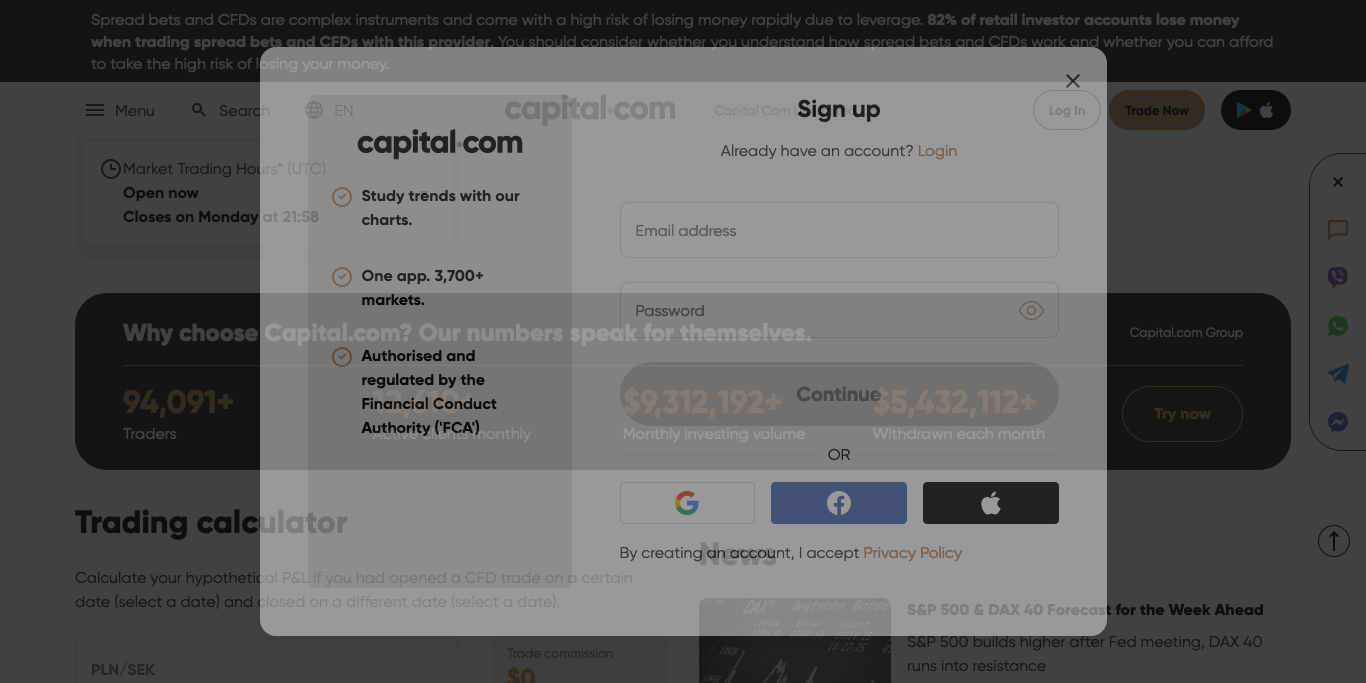 Spread bets and CFDs are complex instruments and come with a high risk of losing money rapidly due to leverage. 82% of retail investor accounts lose money
when trading spread bets and CFDs with this provider. You should consider whether you understand how spread bets and CFDs work and whether you can afford
to take the high risk of losing your money.
Menu
Search
EN
capital.com
Capital Com
Log In
Trade Now
Market Trading Hours* (UTC)
Open now
Closes on Monday at 21:58
capital.com
Study trends with our
charts.
One app. 3,700+
markets.
Authorised and
regulated by the
Financial Conduct
Authority ('FCA')
Sign up
Already have an account? Login
Email address
Password
Continue
OR
By creating an account, I accept Privacy Policy
Why choose Capital.com? Our numbers speak for themselves.
Capital.com Group
94,091+
Traders
Active clients monthly
$9,312,192+
Monthly investing volume
$5,432,112+
Withdrawn each month
Try now
Trading calculator
Calculate your hypothetical P&L if you had opened a CFD trade on a certain
date (select a date) and closed on a different date (select a date).
PLN/SEK
Trade commission
$0
News
DAX Deutsche Börse
S&P 500 & DAX 40 Forecast for the Week Ahead
S&P 500 builds higher after Fed meeting, DAX 40
runs into resistance